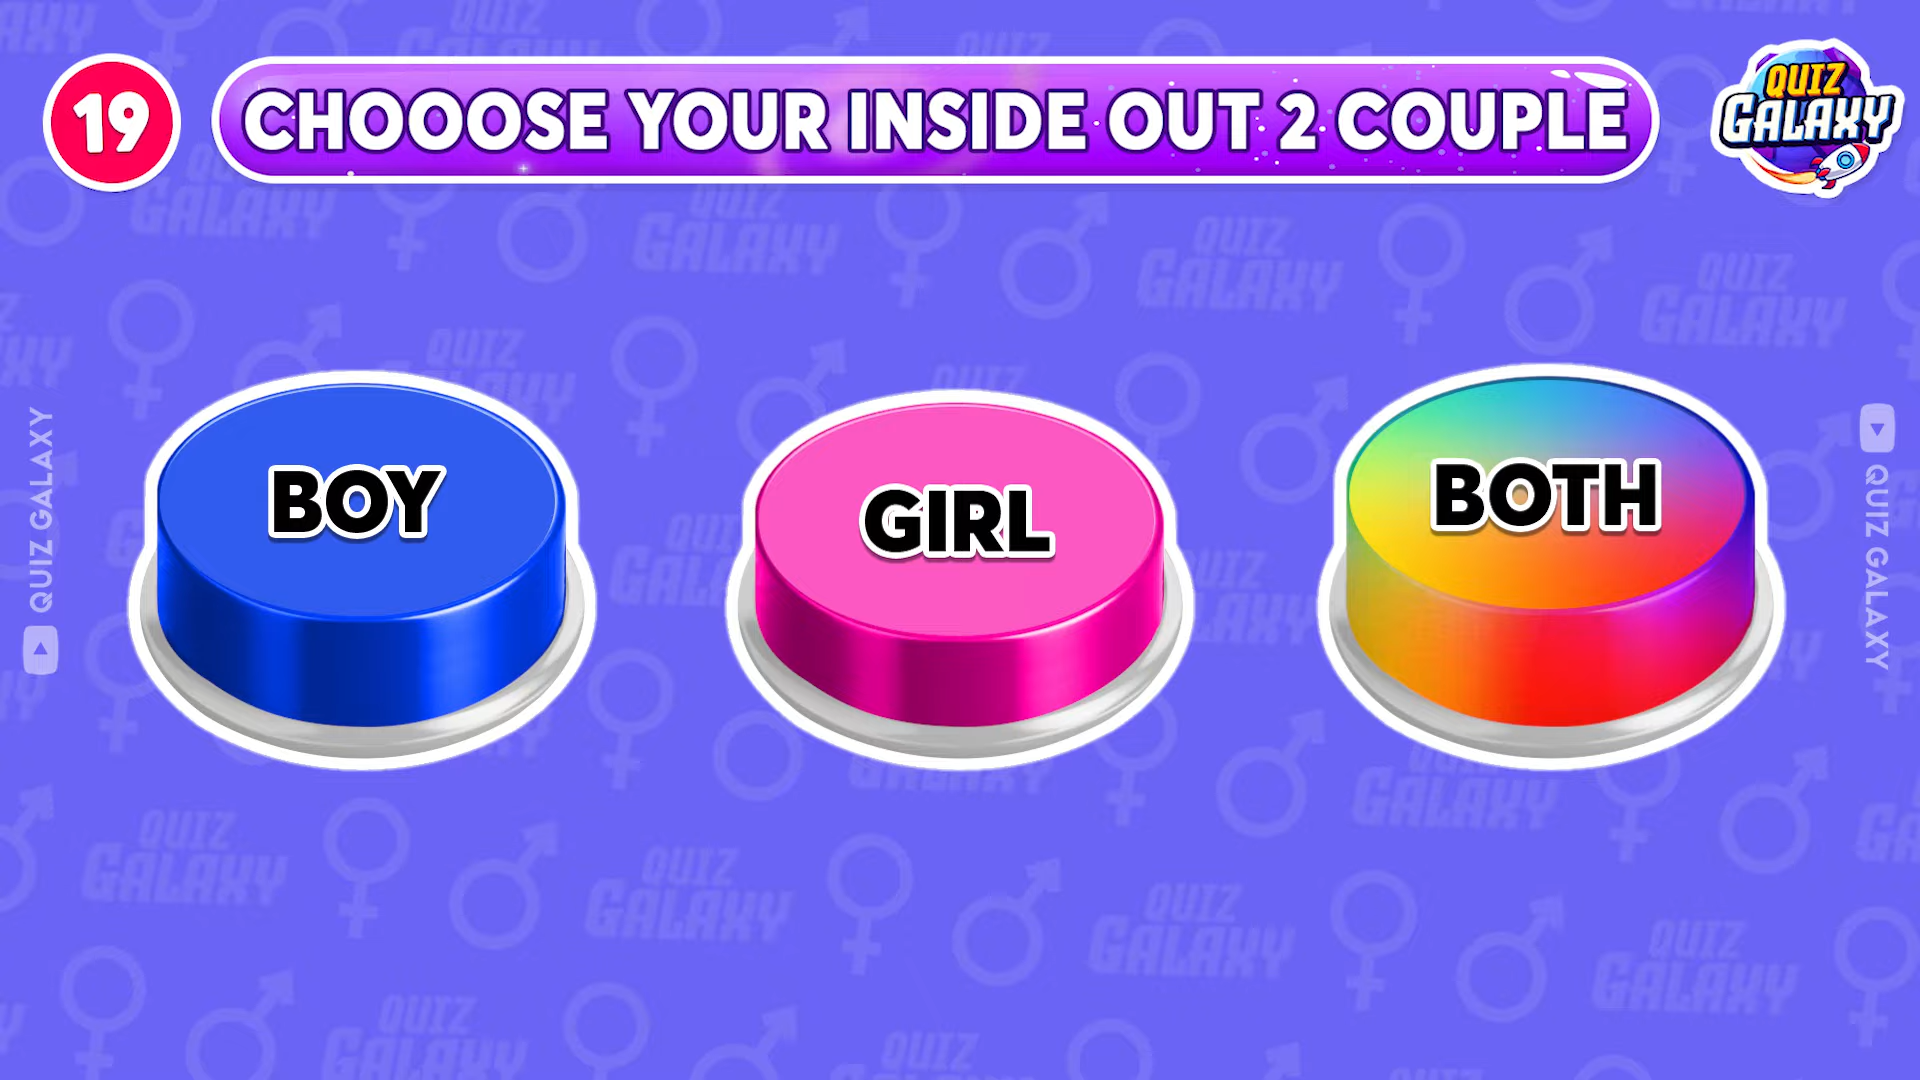 19
CHOOOSE YOUR INSIDE OUT 2 COUPLE
QUIZ
GALAXY
BOY
GIRL
BOTH
QUIZ GALAXY
QUIZ GALAXY